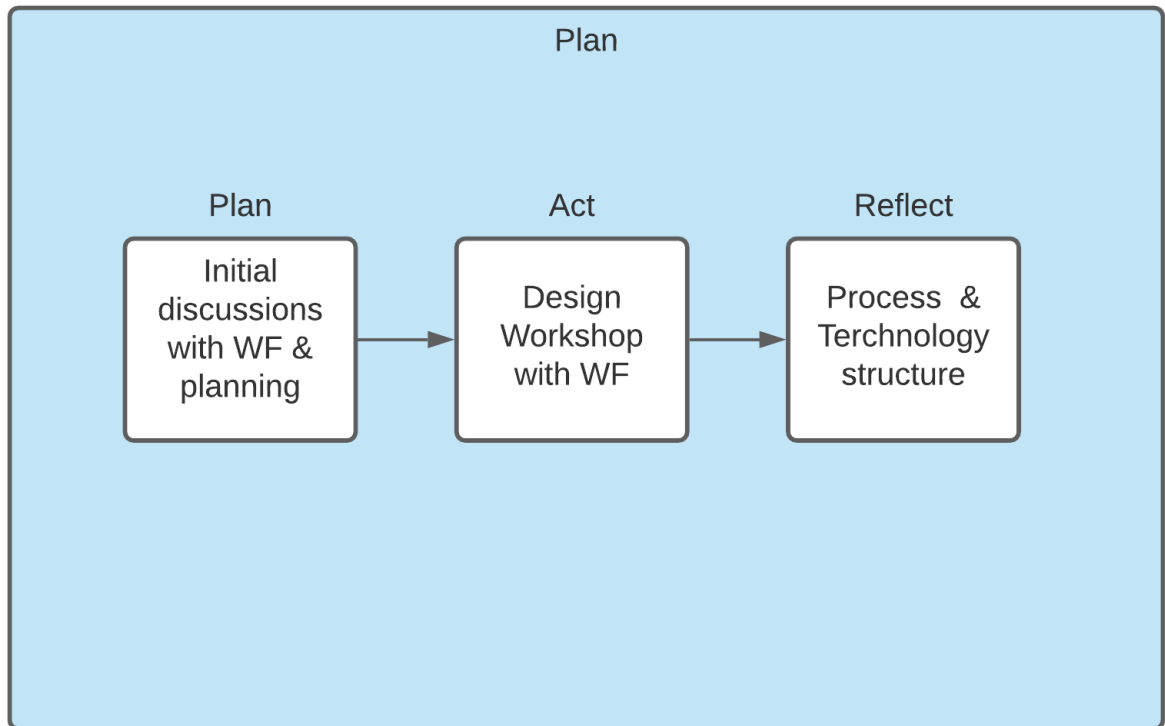 Plan
Plan
Act
Reflect
Initial
discussions
with WF &
planning
Design
Workshop
with WF
Process  &
Terchnology
structure